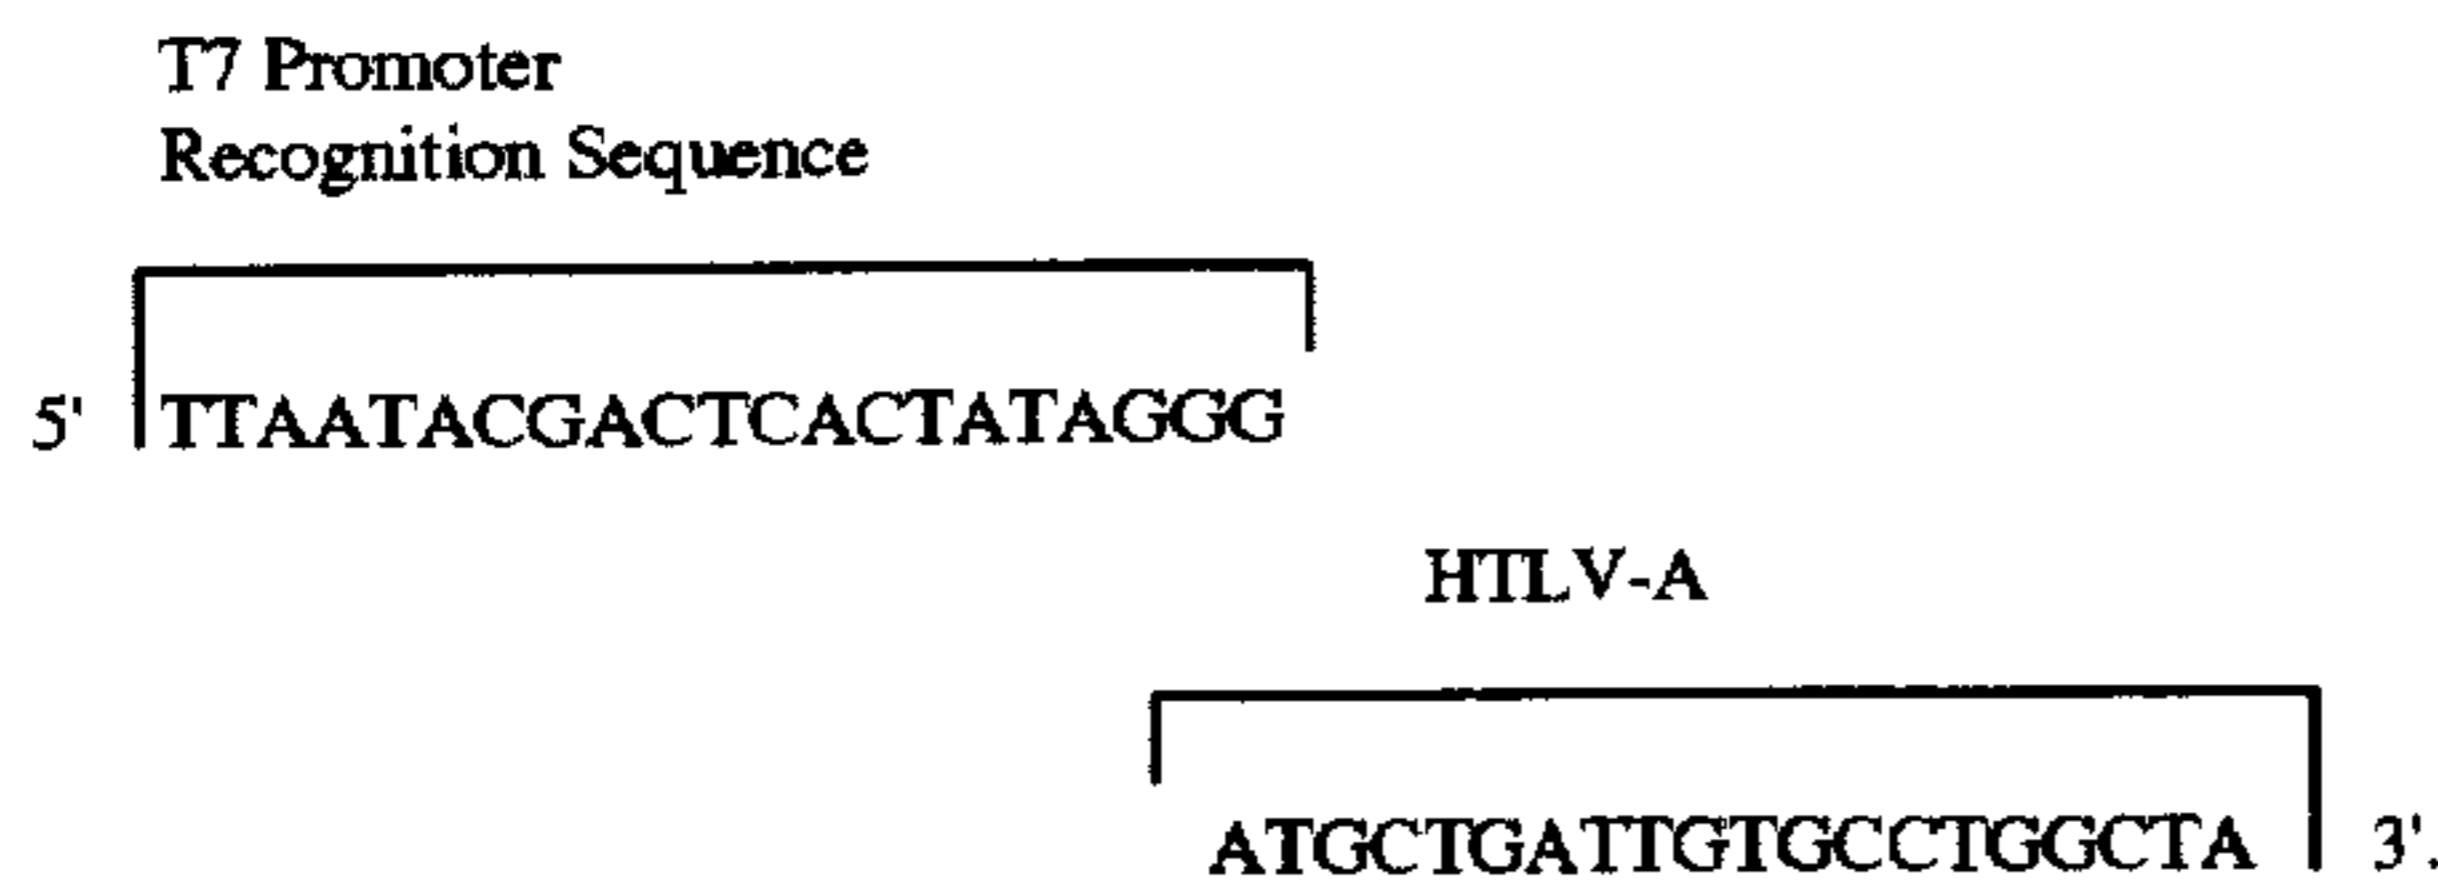 T7 Promoter
Recognition Sequence
5' TTAATACGACTCACTATAGGG
HTLV-A
ATGCTGATTGTGCCTGGCTA 3'.